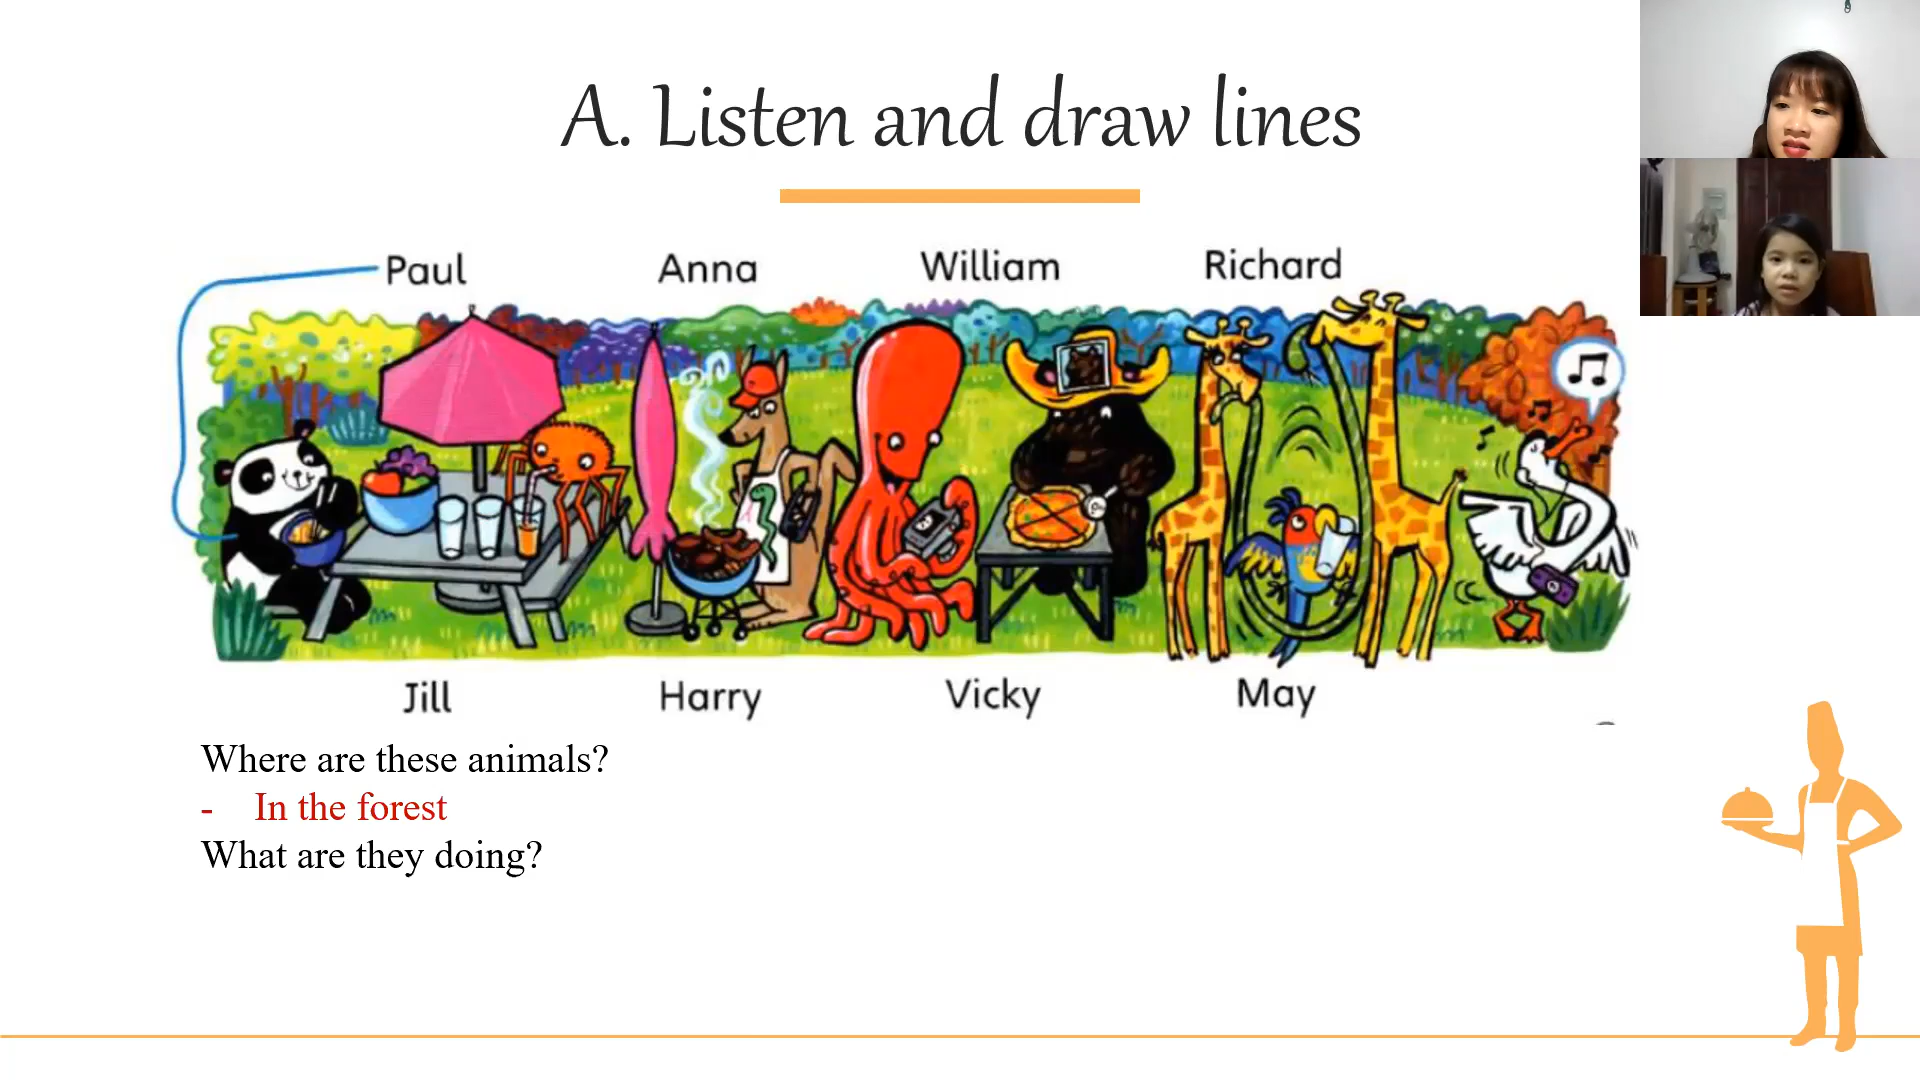 A. Listen and draw lines
Paul Anna William Richard
Jill Harry Vicky May
Where are these animals?
- In the forest
What are they doing?